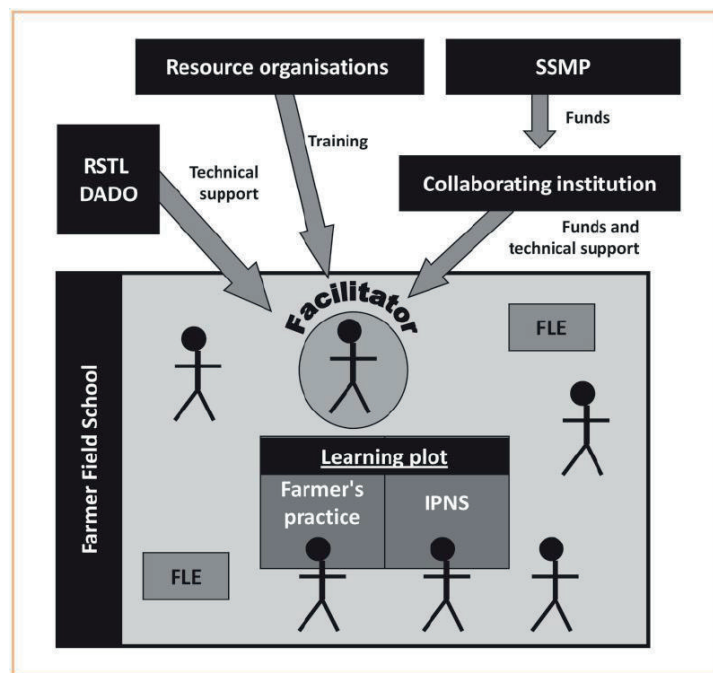 Resource organisations
SSMP
Training
Funds
RSTL
DADO
Technical
support
Collaborating institution
Funds and
technical support
Facilitator
FLE
Farmer Field School
Learning plot
Farmer's
practice
IPNS
FLE